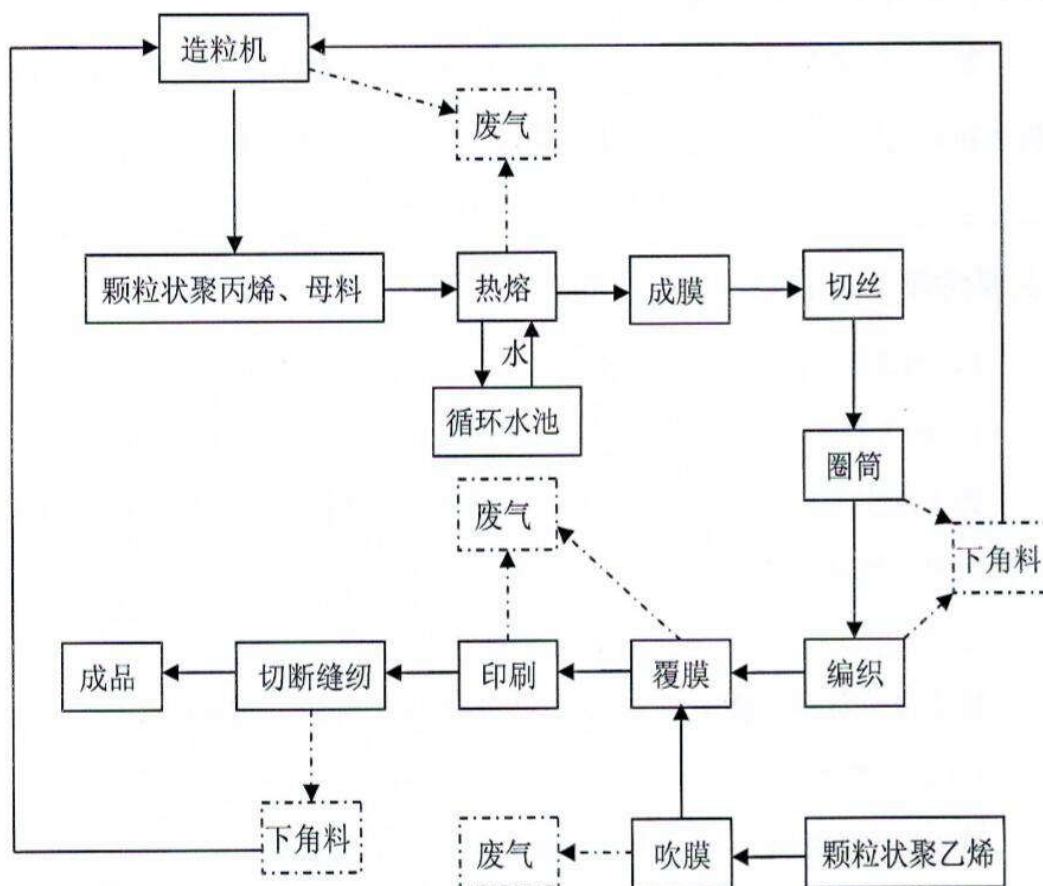 造粒机
废气
颗粒状聚丙烯、母料
热熔
成膜
切丝
水
循环水池
圈筒
废气
下角料
成品
切断缝纫
印刷
覆膜
编织
下角料
废气
吹膜
颗粒状聚乙烯